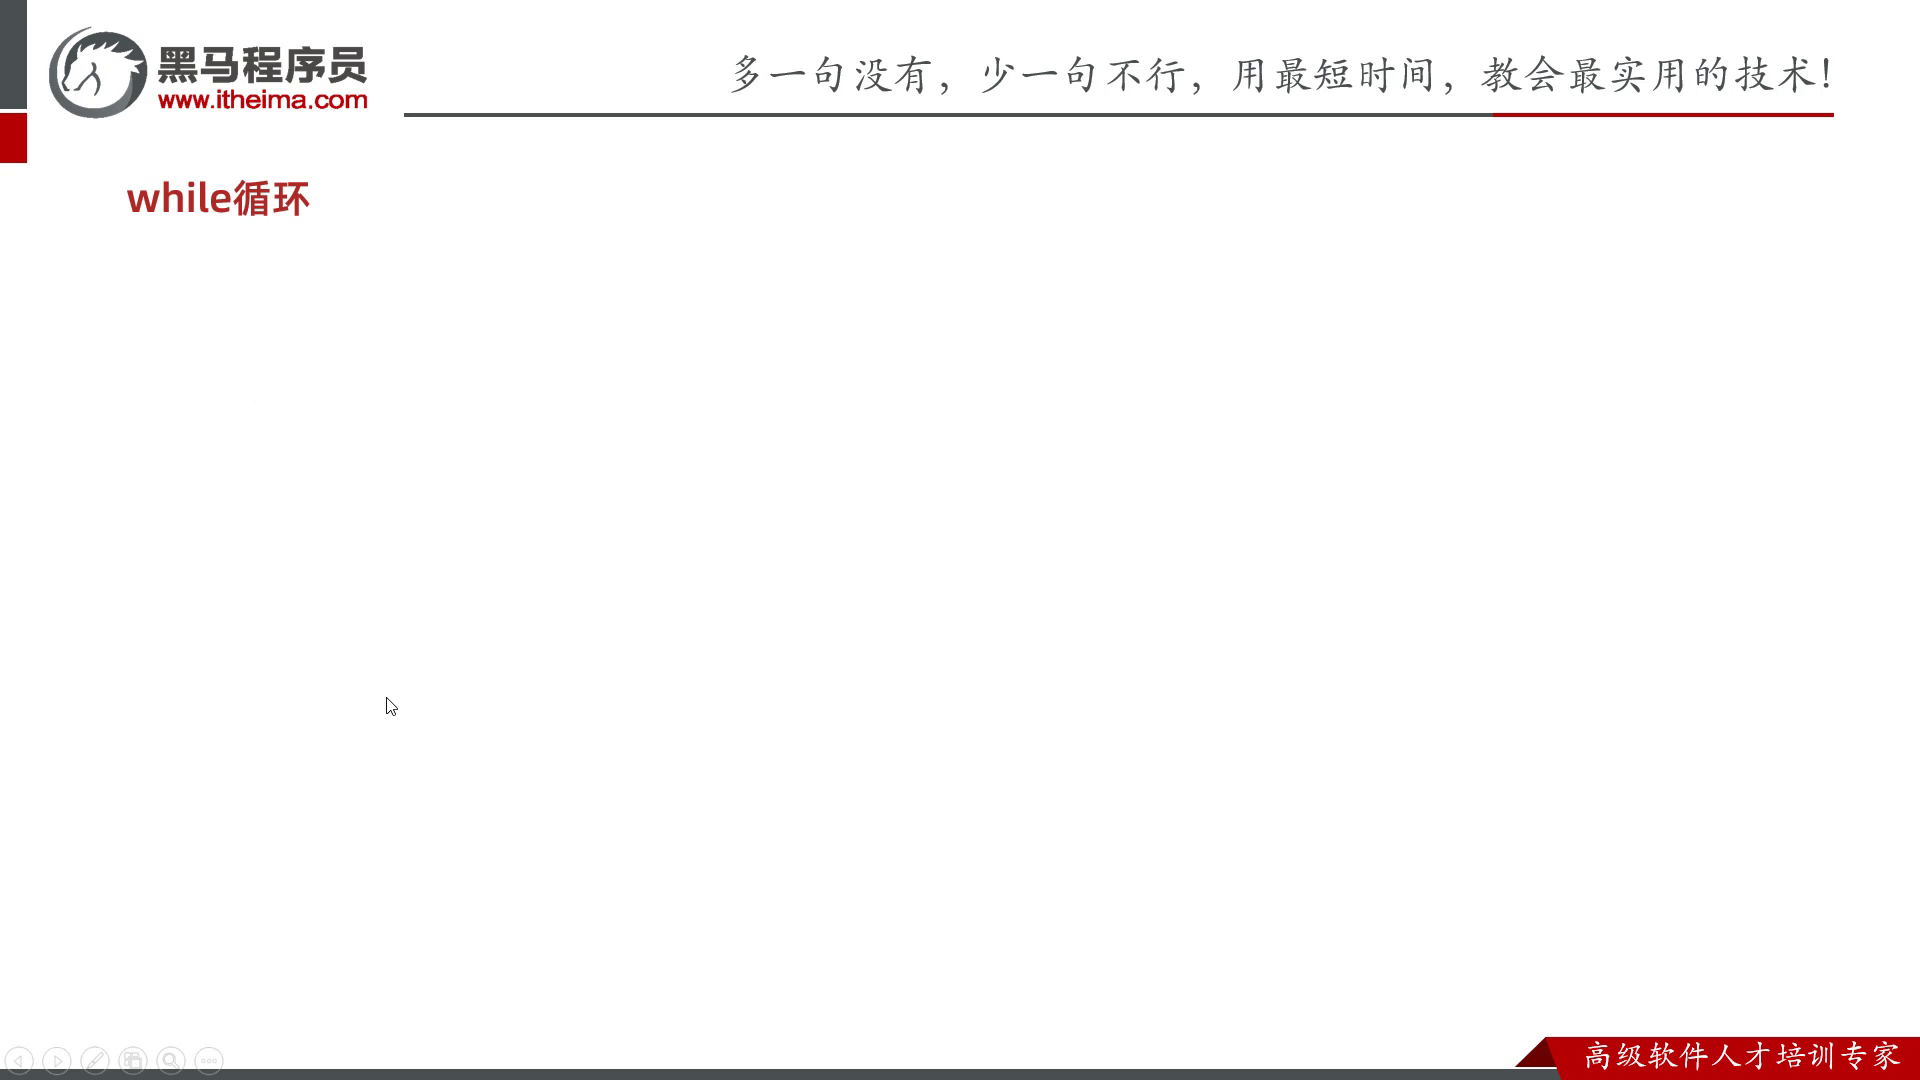 黑马程序员
www.itheima.com
多一句没有，少一句不行，用最短时间，教会最实用的技术！
while循环
高级软件人才培训专家